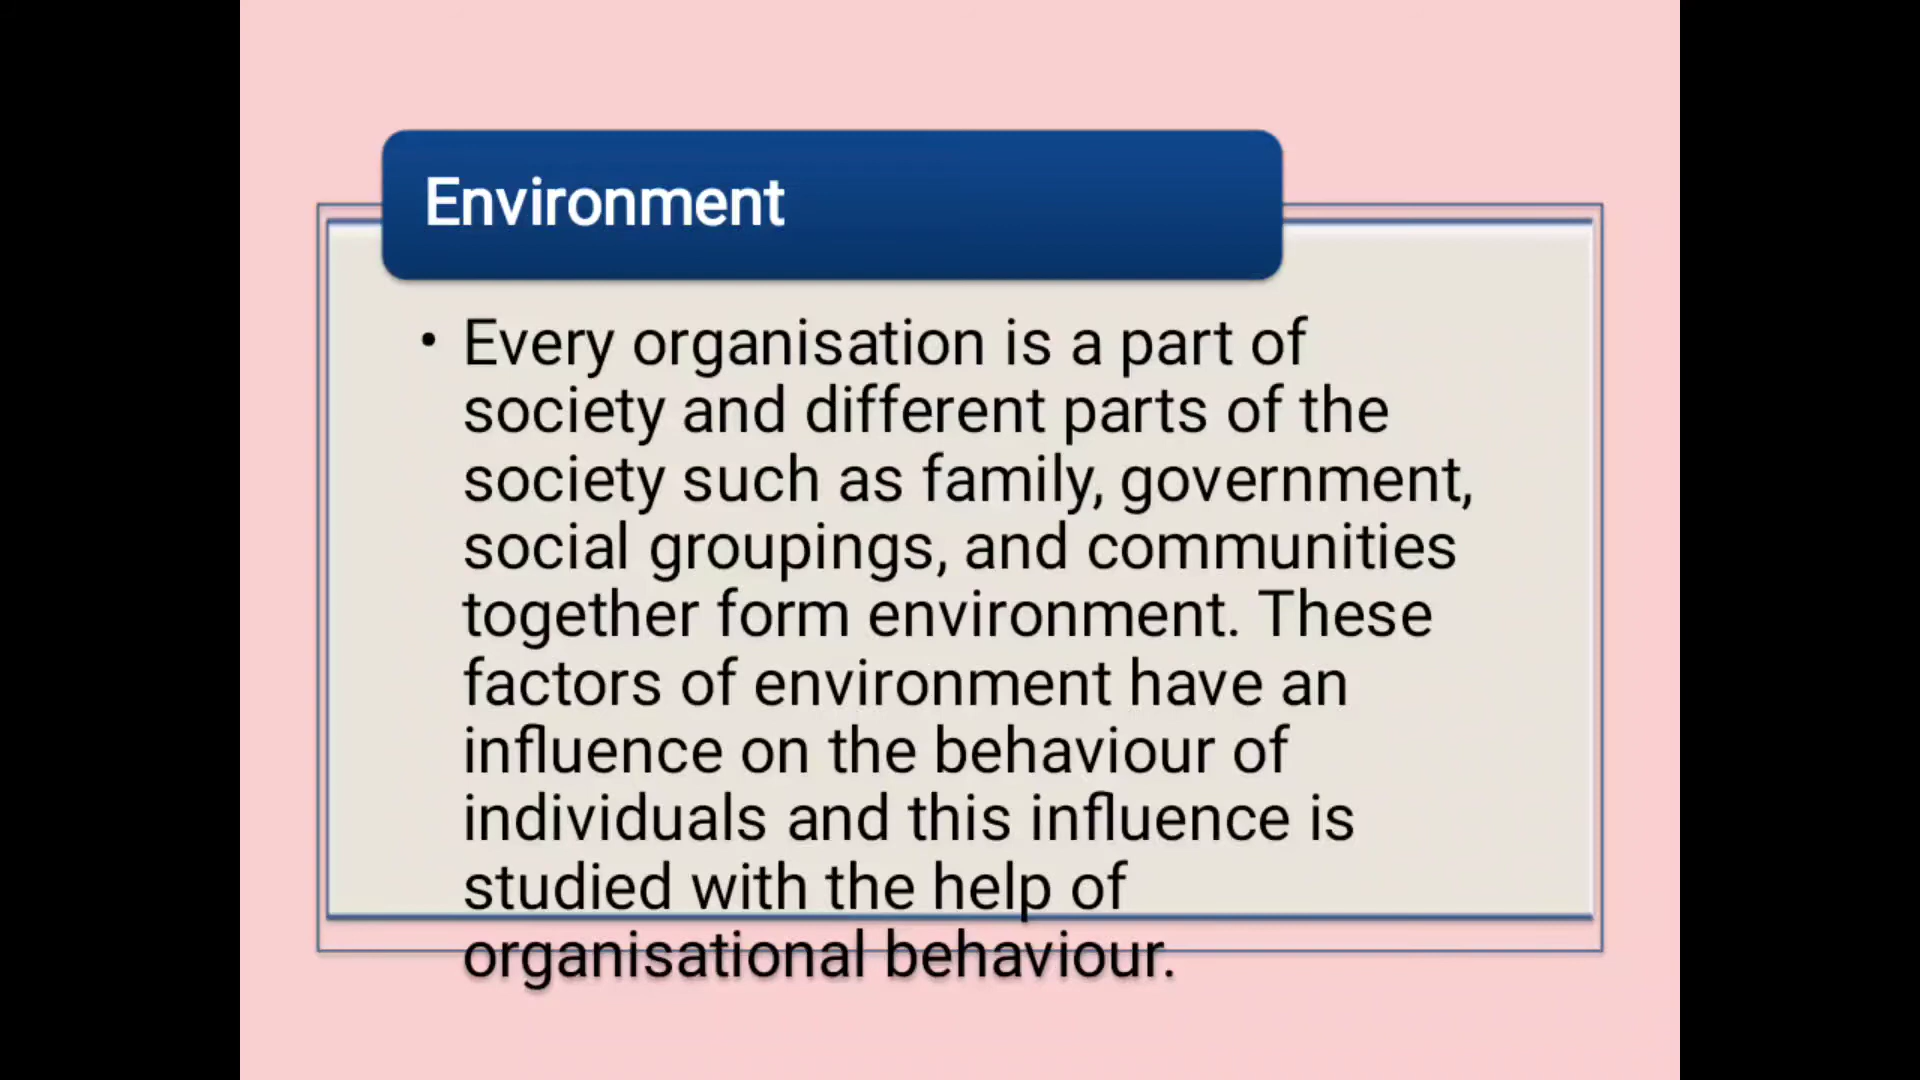 Environment
• Every organisation is a part of
society and different parts of the
society such as family, government,
social groupings, and communities
together form environment. These
factors of environment have an
influence on the behaviour of
individuals and this influence is
studied with the help of
organisational behaviour.